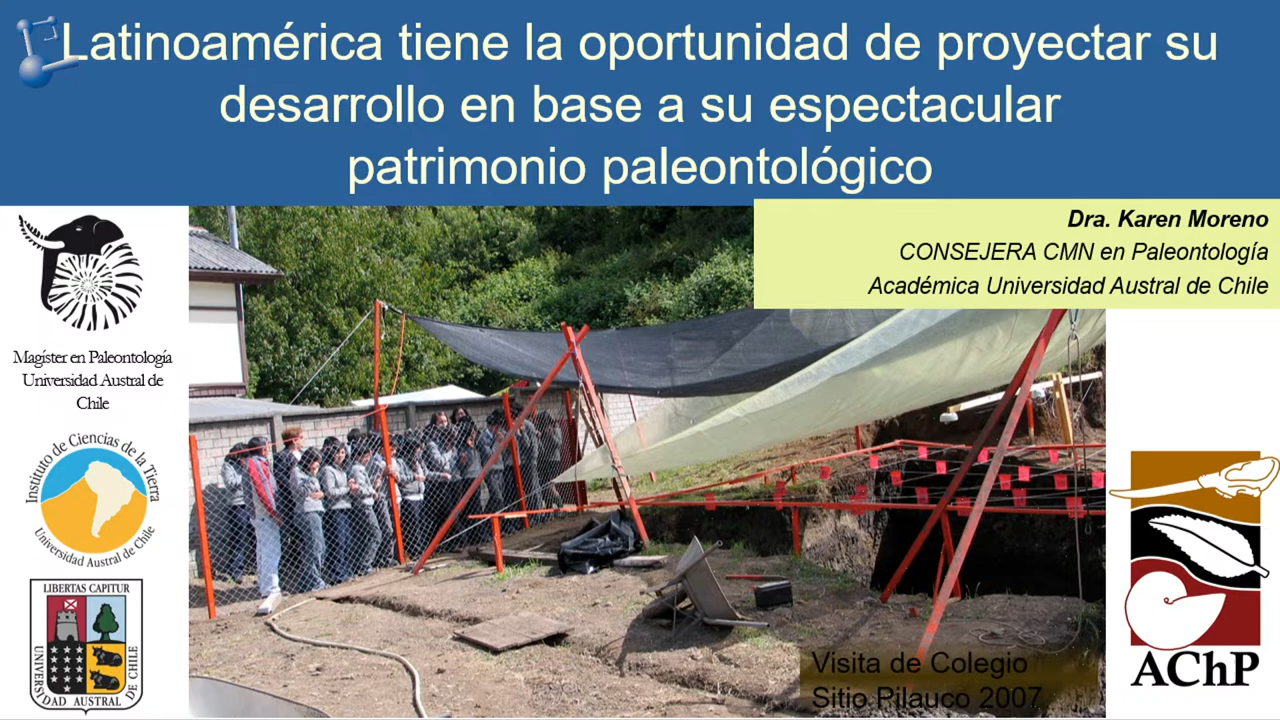 Latinoamérica tiene la oportunidad de proyectar su
desarrollo en base a su espectacular
patrimonio paleontológico
Dra. Karen Moreno
CONSEJERA CMN en Paleontología
Académica Universidad Austral de Chile
Magíster en Paleontología
Universidad Austral de
Chile
Instituto de Ciencias de la Tierra
Universidad Austral de Chile
LIBERTAS CAPITUR
UNIVERSIDAD AUSTRAL DE CHILE
AChP
Visita de Colegio
Sitio Pilauco 2007